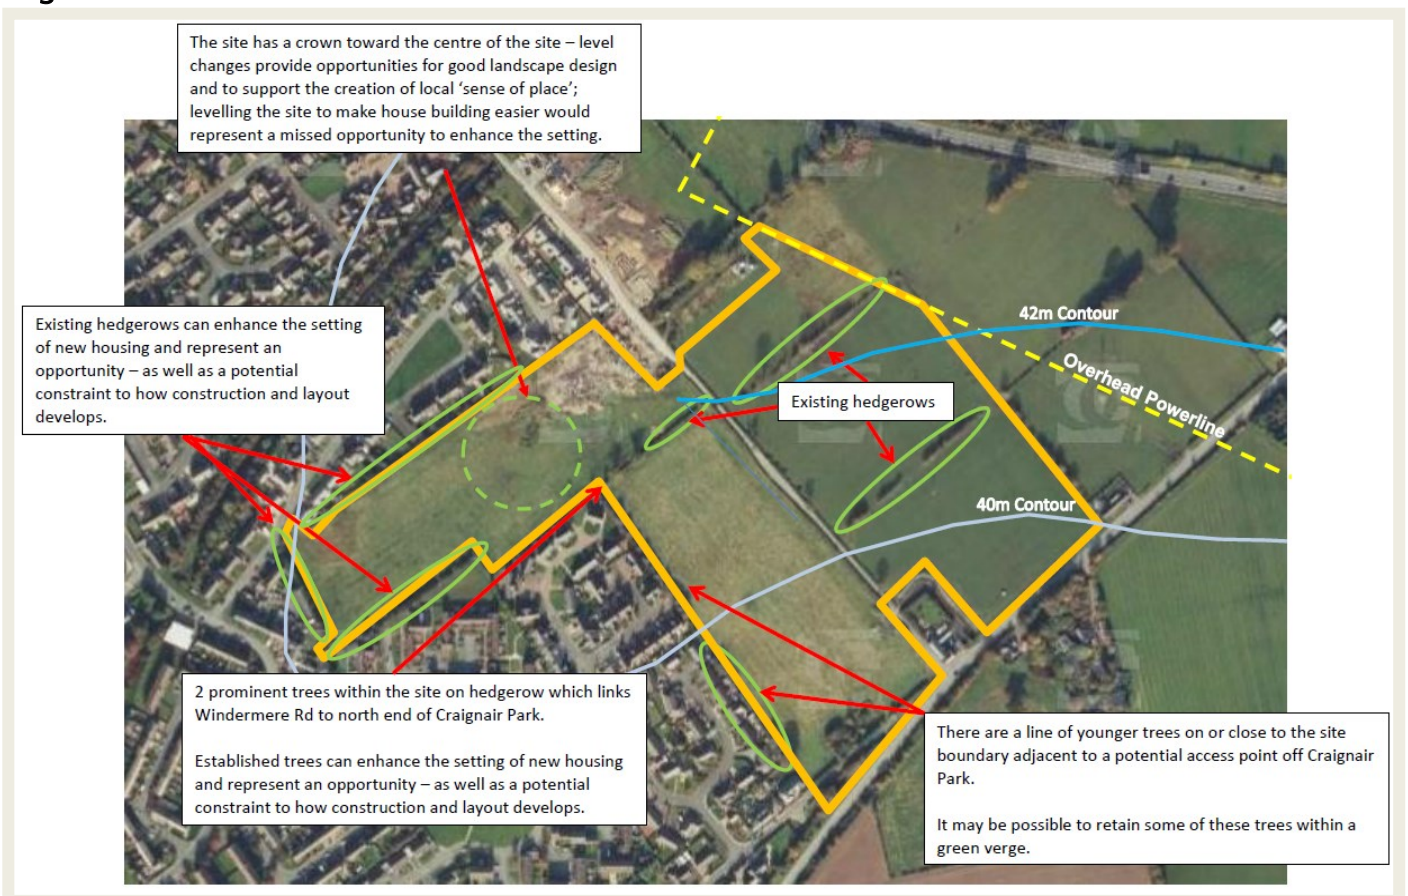 The site has a crown toward the centre of the site – level
changes provide opportunities for good landscape design
and to support the creation of local ‘sense of place’;
levelling the site to make house building easier would
represent a missed opportunity to enhance the setting.
Existing hedgerows can enhance the setting
of new housing and represent an
opportunity – as well as a potential
constraint to how construction and layout
develops.
42m Contour
Overhead Powerline
Existing hedgerows
40m Contour
2 prominent trees within the site on hedgerow which links
Windermere Rd to north end of Craignair Park.
Established trees can enhance the setting of new housing
and represent an opportunity – as well as a potential
constraint to how construction and layout develops.
There are a line of younger trees on or close to the site
boundary adjacent to a potential access point off Craignair
Park.
It may be possible to retain some of these trees within a
green verge.